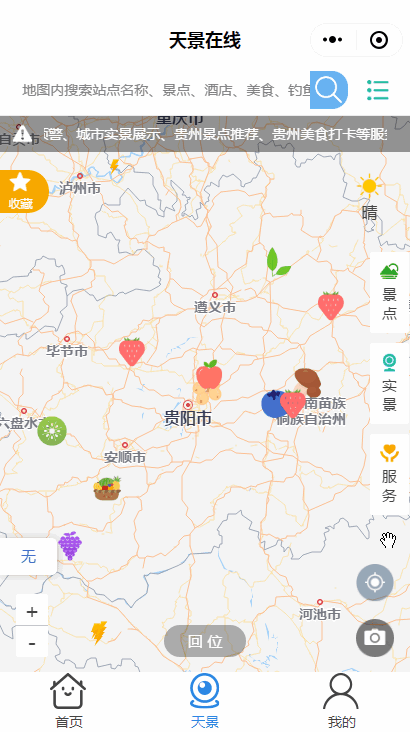 天景在线
地图内搜索站点名称、景点、酒店、美食、钓鱼
重庆市
预警、城市实景展示、贵州景点推荐、贵州美食打卡等服务
泸州市
收藏
晴
景点
遵义市
毕节市
实景
贵阳市
南苗族
侗族自治州
六盘水
安顺市
服务
无
+
-
河池市
回位
首页
天景
我的